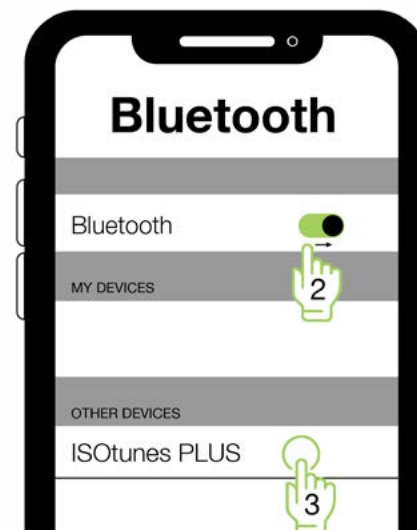 Bluetooth
Bluetooth
2
MY DEVICES
OTHER DEVICES
ISOtunes PLUS
3